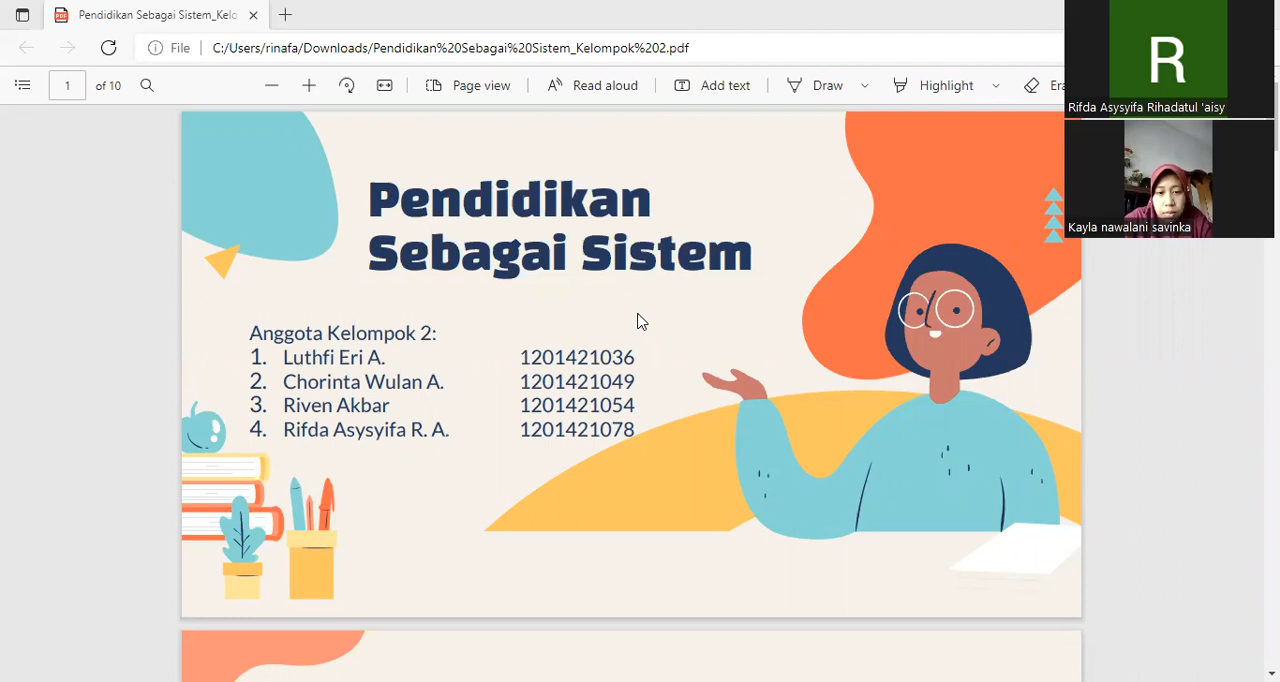 Pendidikan Sebagai Sistem_Kelo
File
C:/Users/rinafa/Downloads/Pendidikan%20Sebagai%20Sistem_Kelompok%202.pdf
1 of 10
Page view
Read aloud
Add text
Draw
Highlight
Era
R
Rifda Asysyifa Rihadatul 'aisy
Kayla nawalani savinka
Pendidikan
Sebagai Sistem
Anggota Kelompok 2:
1. Luthfi Eri A. 1201421036
2. Chorinta Wulan A. 1201421049
3. Riven Akbar 1201421054
4. Rifda Asysyifa R. A. 1201421078